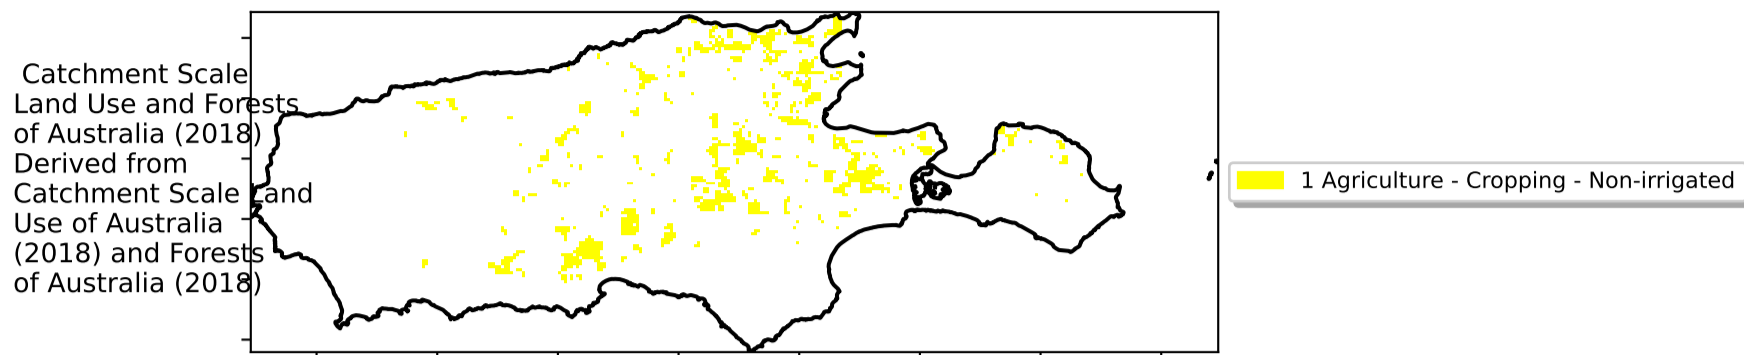 Catchment Scale
Land Use and Forests
of Australia (2018)
Derived from
Catchment Scale Land
Use of Australia
(2018) and Forests
of Australia (2018)
1 Agriculture - Cropping - Non-irrigated